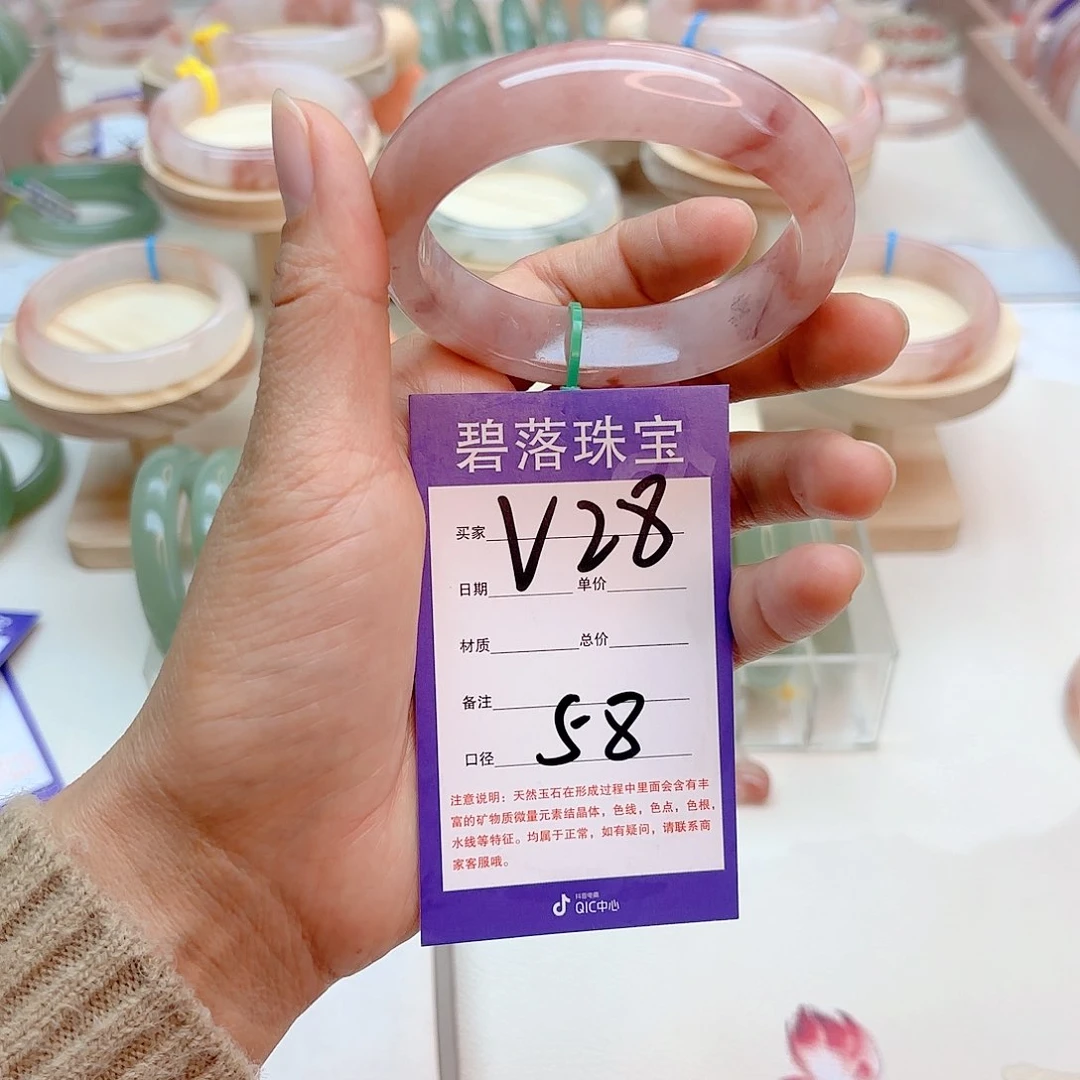 碧落珠宝
买家 V28
日期 单价
材质 总价
备注
口径 58
注意说明：天然玉石在形成过程中里面会含有丰
富的矿物质微量元素结晶体，色线，色点，色根，
水线等特征。均属于正常，如有疑问，请联系商
家客服哦。
抖音电商
QIC中心